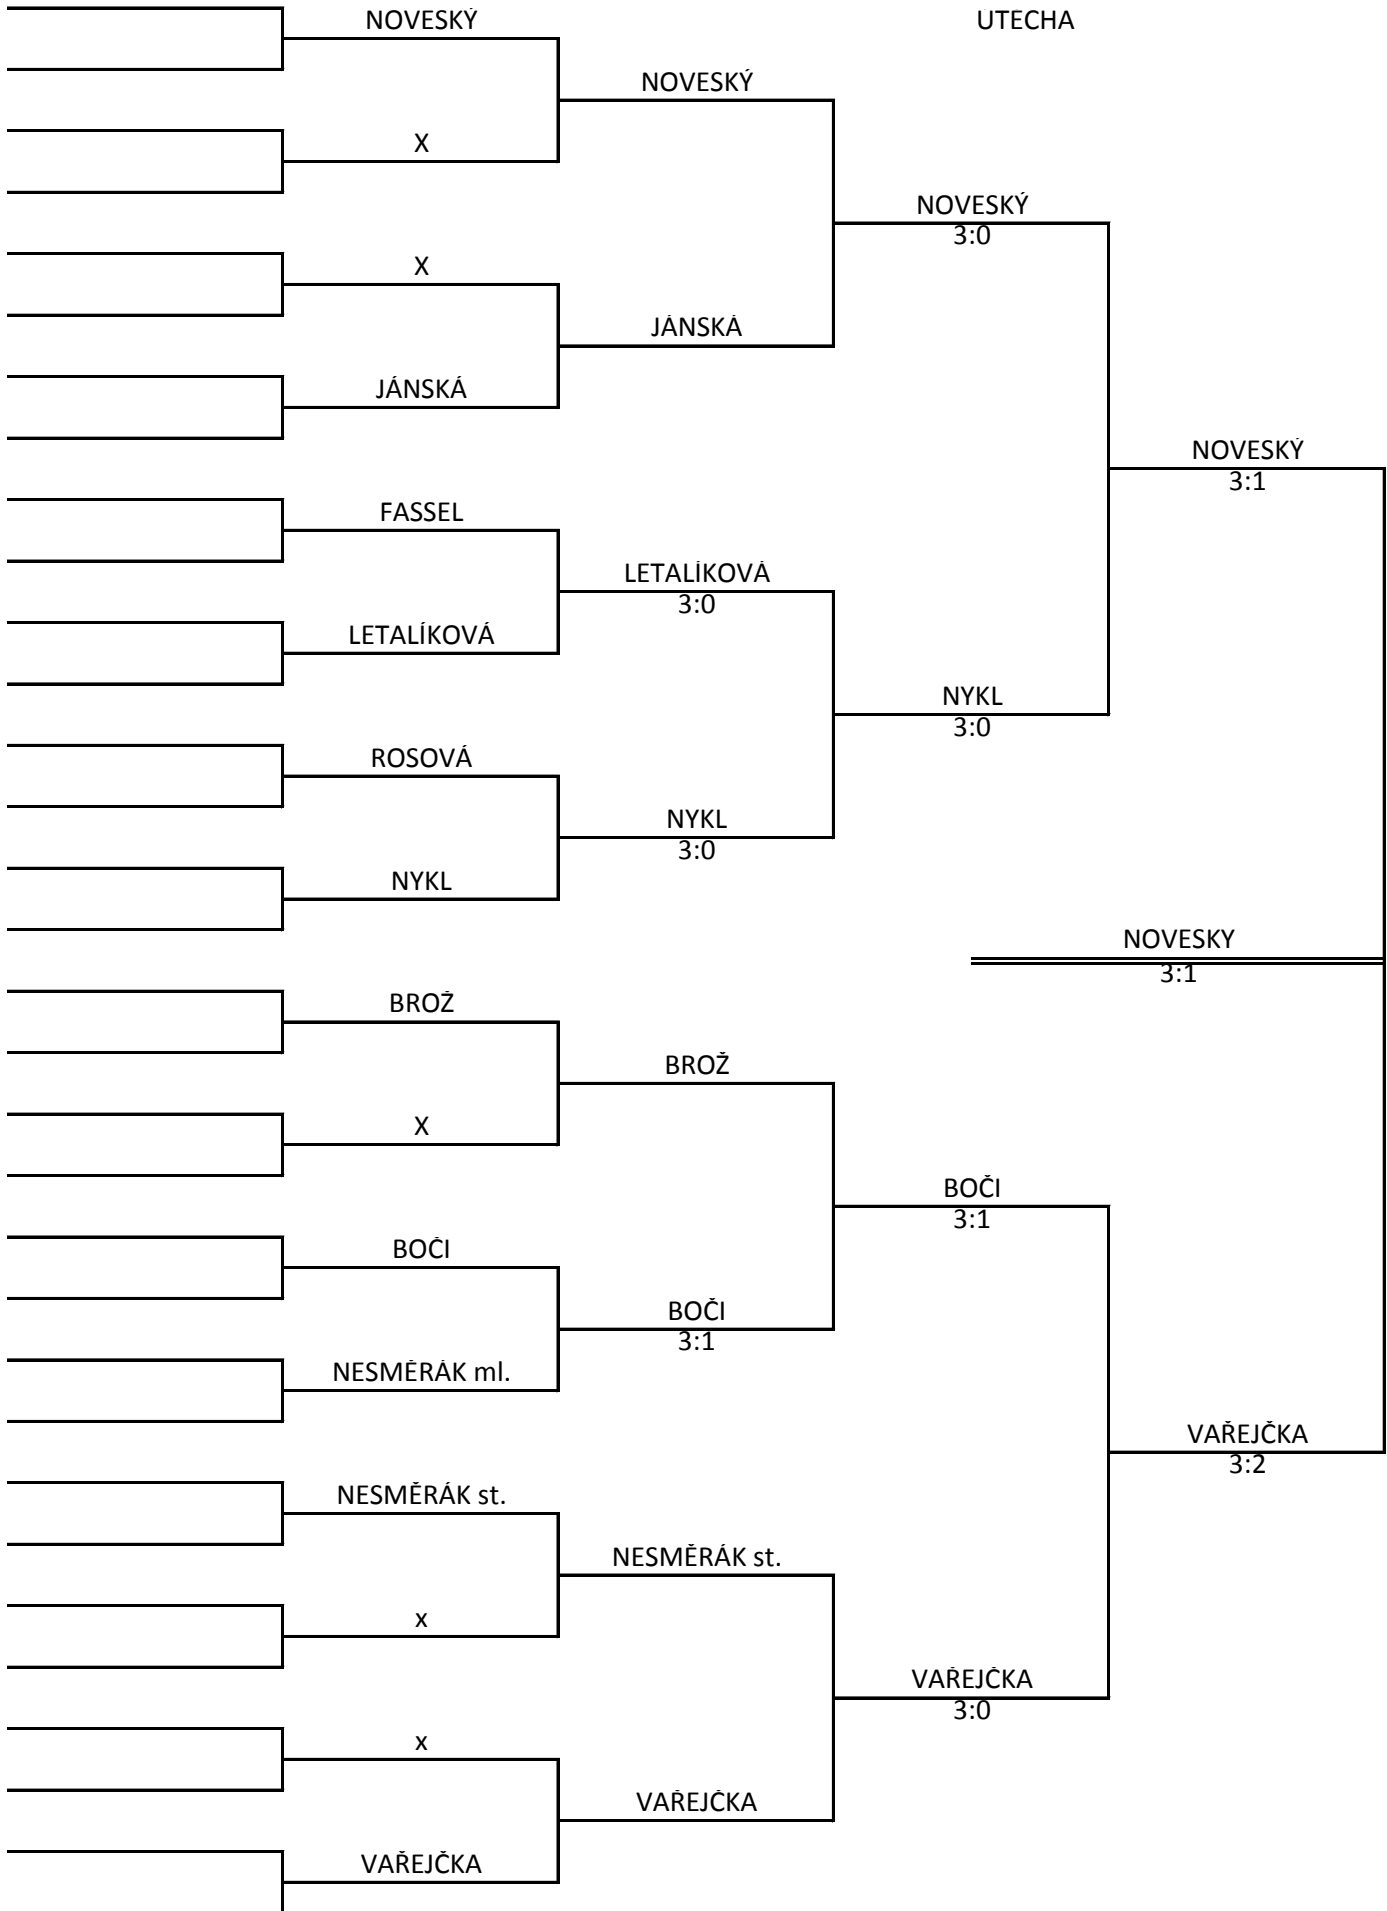 NOVESKÝ
ÚTECHA
NOVESKÝ
X
NOVESKÝ
3:0
X
JÁNSKÁ
JÁNSKÁ
NOVESKÝ
3:1
FASSEL
LETALÍKOVÁ
3:0
LETALÍKOVÁ
NYKL
3:0
ROSOVÁ
NYKL
3:0
NYKL
NOVESKY
3:1
BROŽ
BROŽ
X
BOČI
3:1
BOČI
BOČI
3:1
NESMĚRÁK ml.
VAŘEJČKA
3:2
NESMĚRÁK st.
NESMĚRÁK st.
x
VAŘEJČKA
3:0
x
VAŘEJČKA
VAŘEJČKA